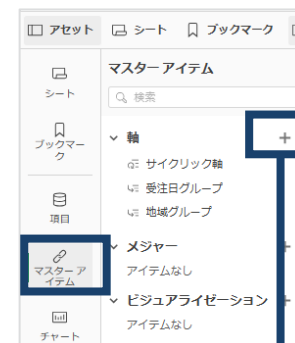 アセット シート ブックマーク
シート
ブックマー
ク
項目
マスター ア
イテム
チャート
マスター アイテム
検索
軸
サイクリック軸
受注日グループ
地域グループ
メジャー
アイテムなし
ビジュアライゼーション
アイテムなし